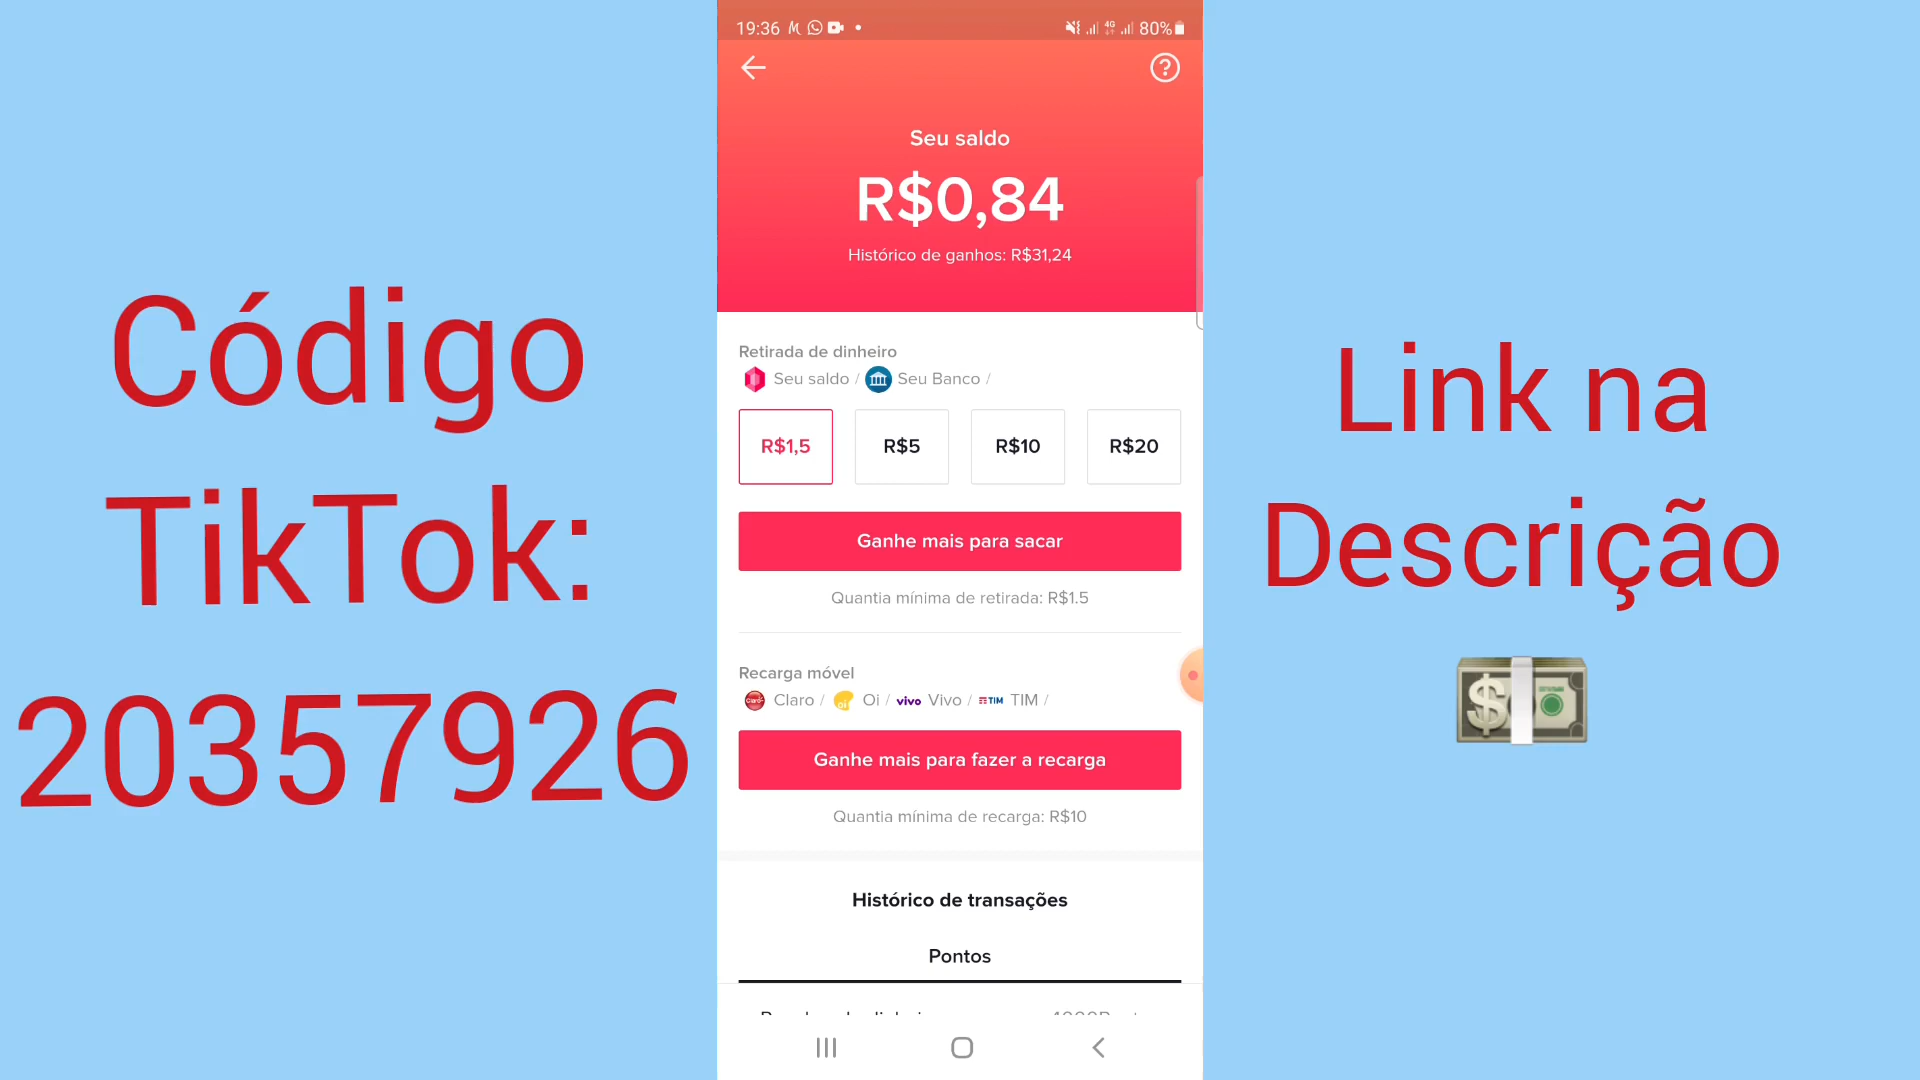 Código
TikTok:
20357926
19:36
4G
80%
Seu saldo
R$0,84
Histórico de ganhos: R$31,24
Retirada de dinheiro
Seu saldo / Seu Banco /
R$1,5 R$5 R$10 R$20
Ganhe mais para sacar
Quantia mínima de retirada: R$1.5
Recarga móvel
Claro / Oi / vivo Vivo / TIM TIM /
Ganhe mais para fazer a recarga
Quantia mínima de recarga: R$10
Histórico de transações
Pontos
Link na
Descrição